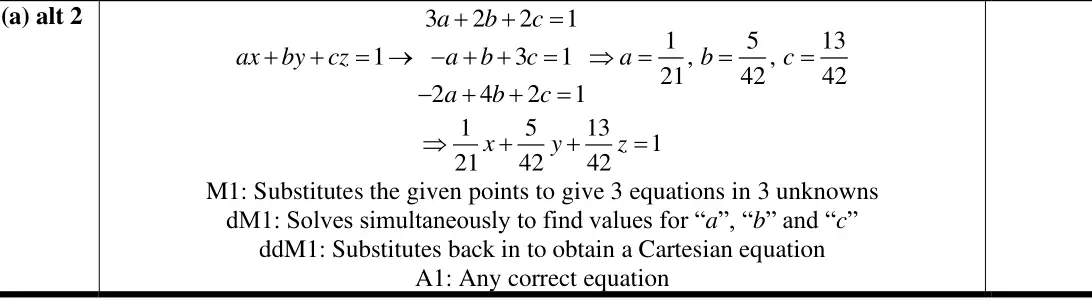 (a) alt 2
3a + 2b + 2c = 1
ax + by + cz = 1 → −a + b + 3c = 1 ⇒ a = 1/21, b = 5/42, c = 13/42
−2a + 4b + 2c = 1
⇒ 1/21 x + 5/42 y + 13/42 z = 1
M1: Substitutes the given points to give 3 equations in 3 unknowns
dM1: Solves simultaneously to find values for “a”, “b” and “c”
ddM1: Substitutes back in to obtain a Cartesian equation
A1: Any correct equation